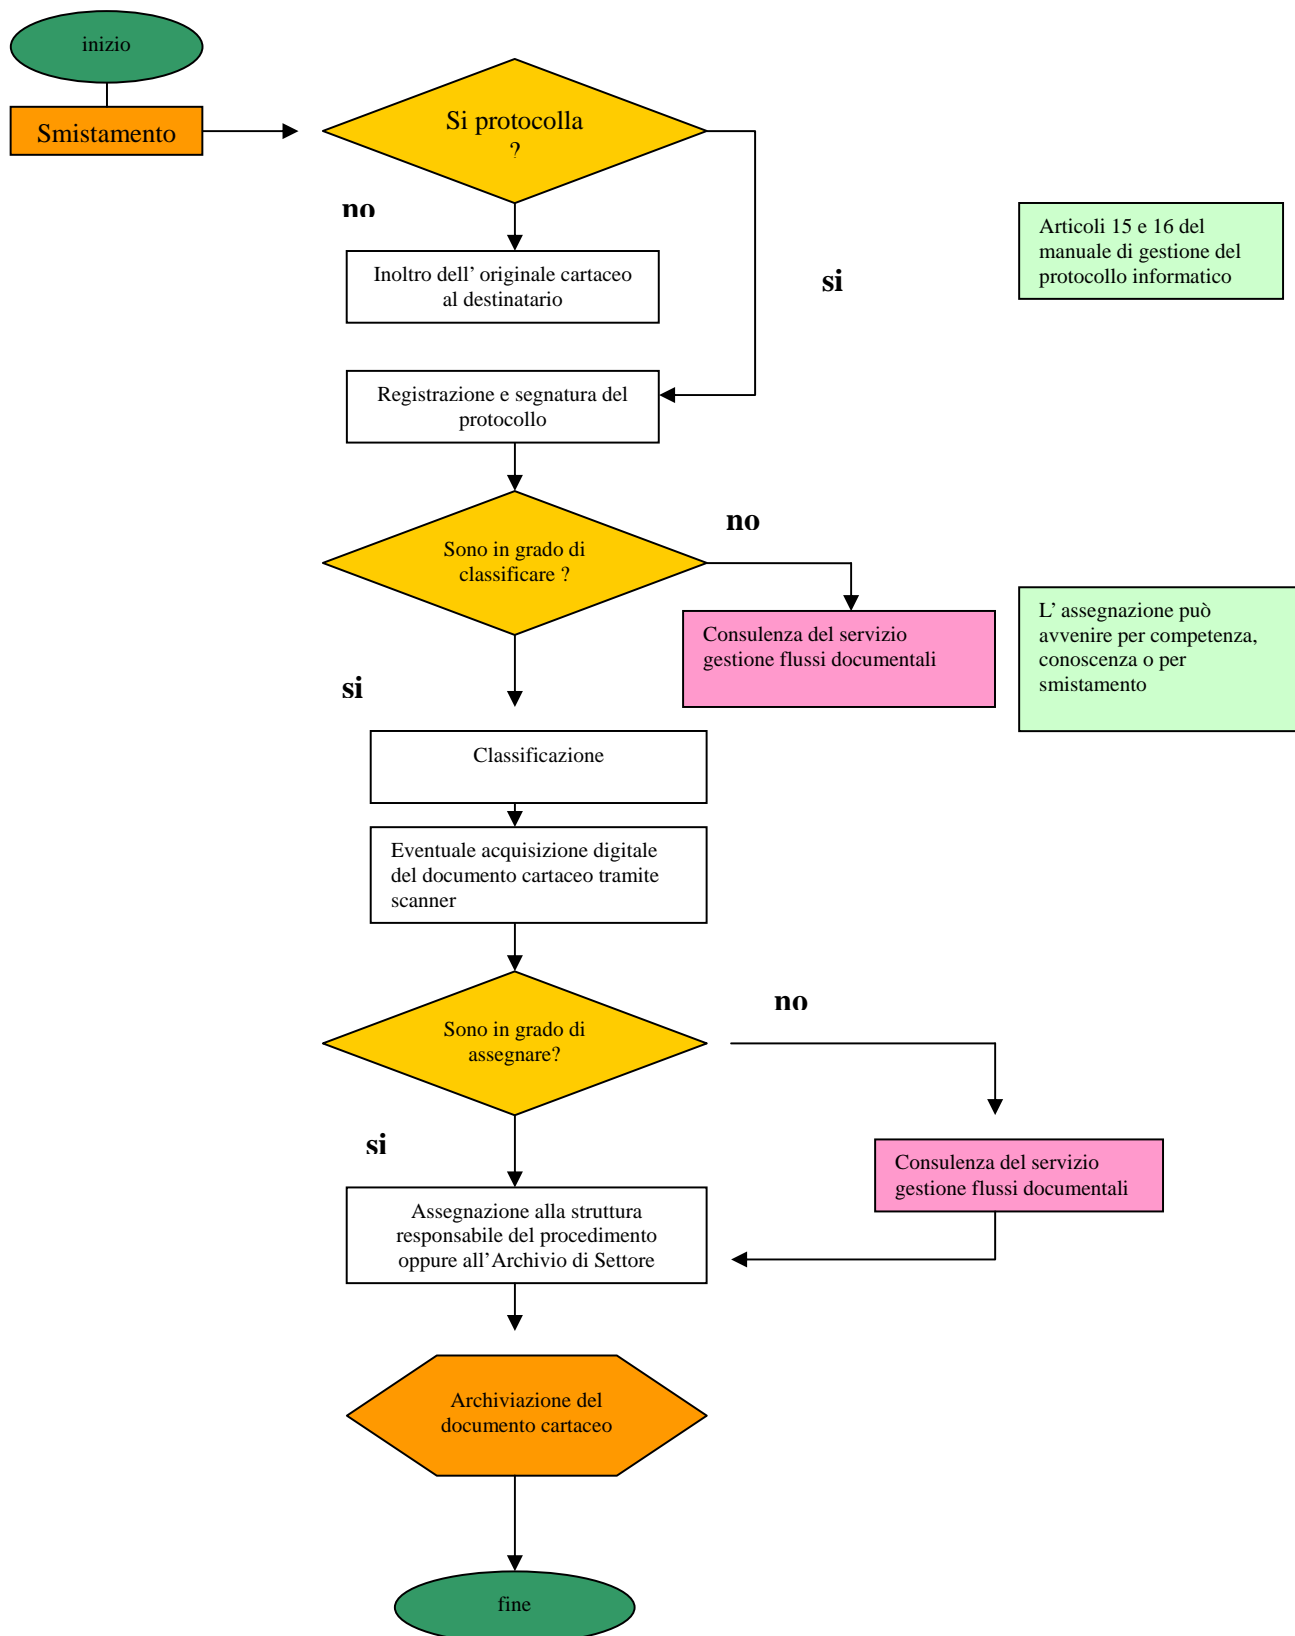 inizio
Smistamento
Si protocolla
?
no
si
Articoli 15 e 16 del
manuale di gestione del
protocollo informatico
Inoltro dell’ originale cartaceo
al destinatario
Registrazione e segnatura del
protocollo
Sono in grado di
classificare ?
no
Consulenza del servizio
gestione flussi documentali
L’ assegnazione può
avvenire per competenza,
conoscenza o per
smistamento
si
Classificazione
Eventuale acquisizione digitale
del documento cartaceo tramite
scanner
Sono in grado di
assegnare?
no
si
Consulenza del servizio
gestione flussi documentali
Assegnazione alla struttura
responsabile del procedimento
oppure all’Archivio di Settore
Archiviazione del
documento cartaceo
fine